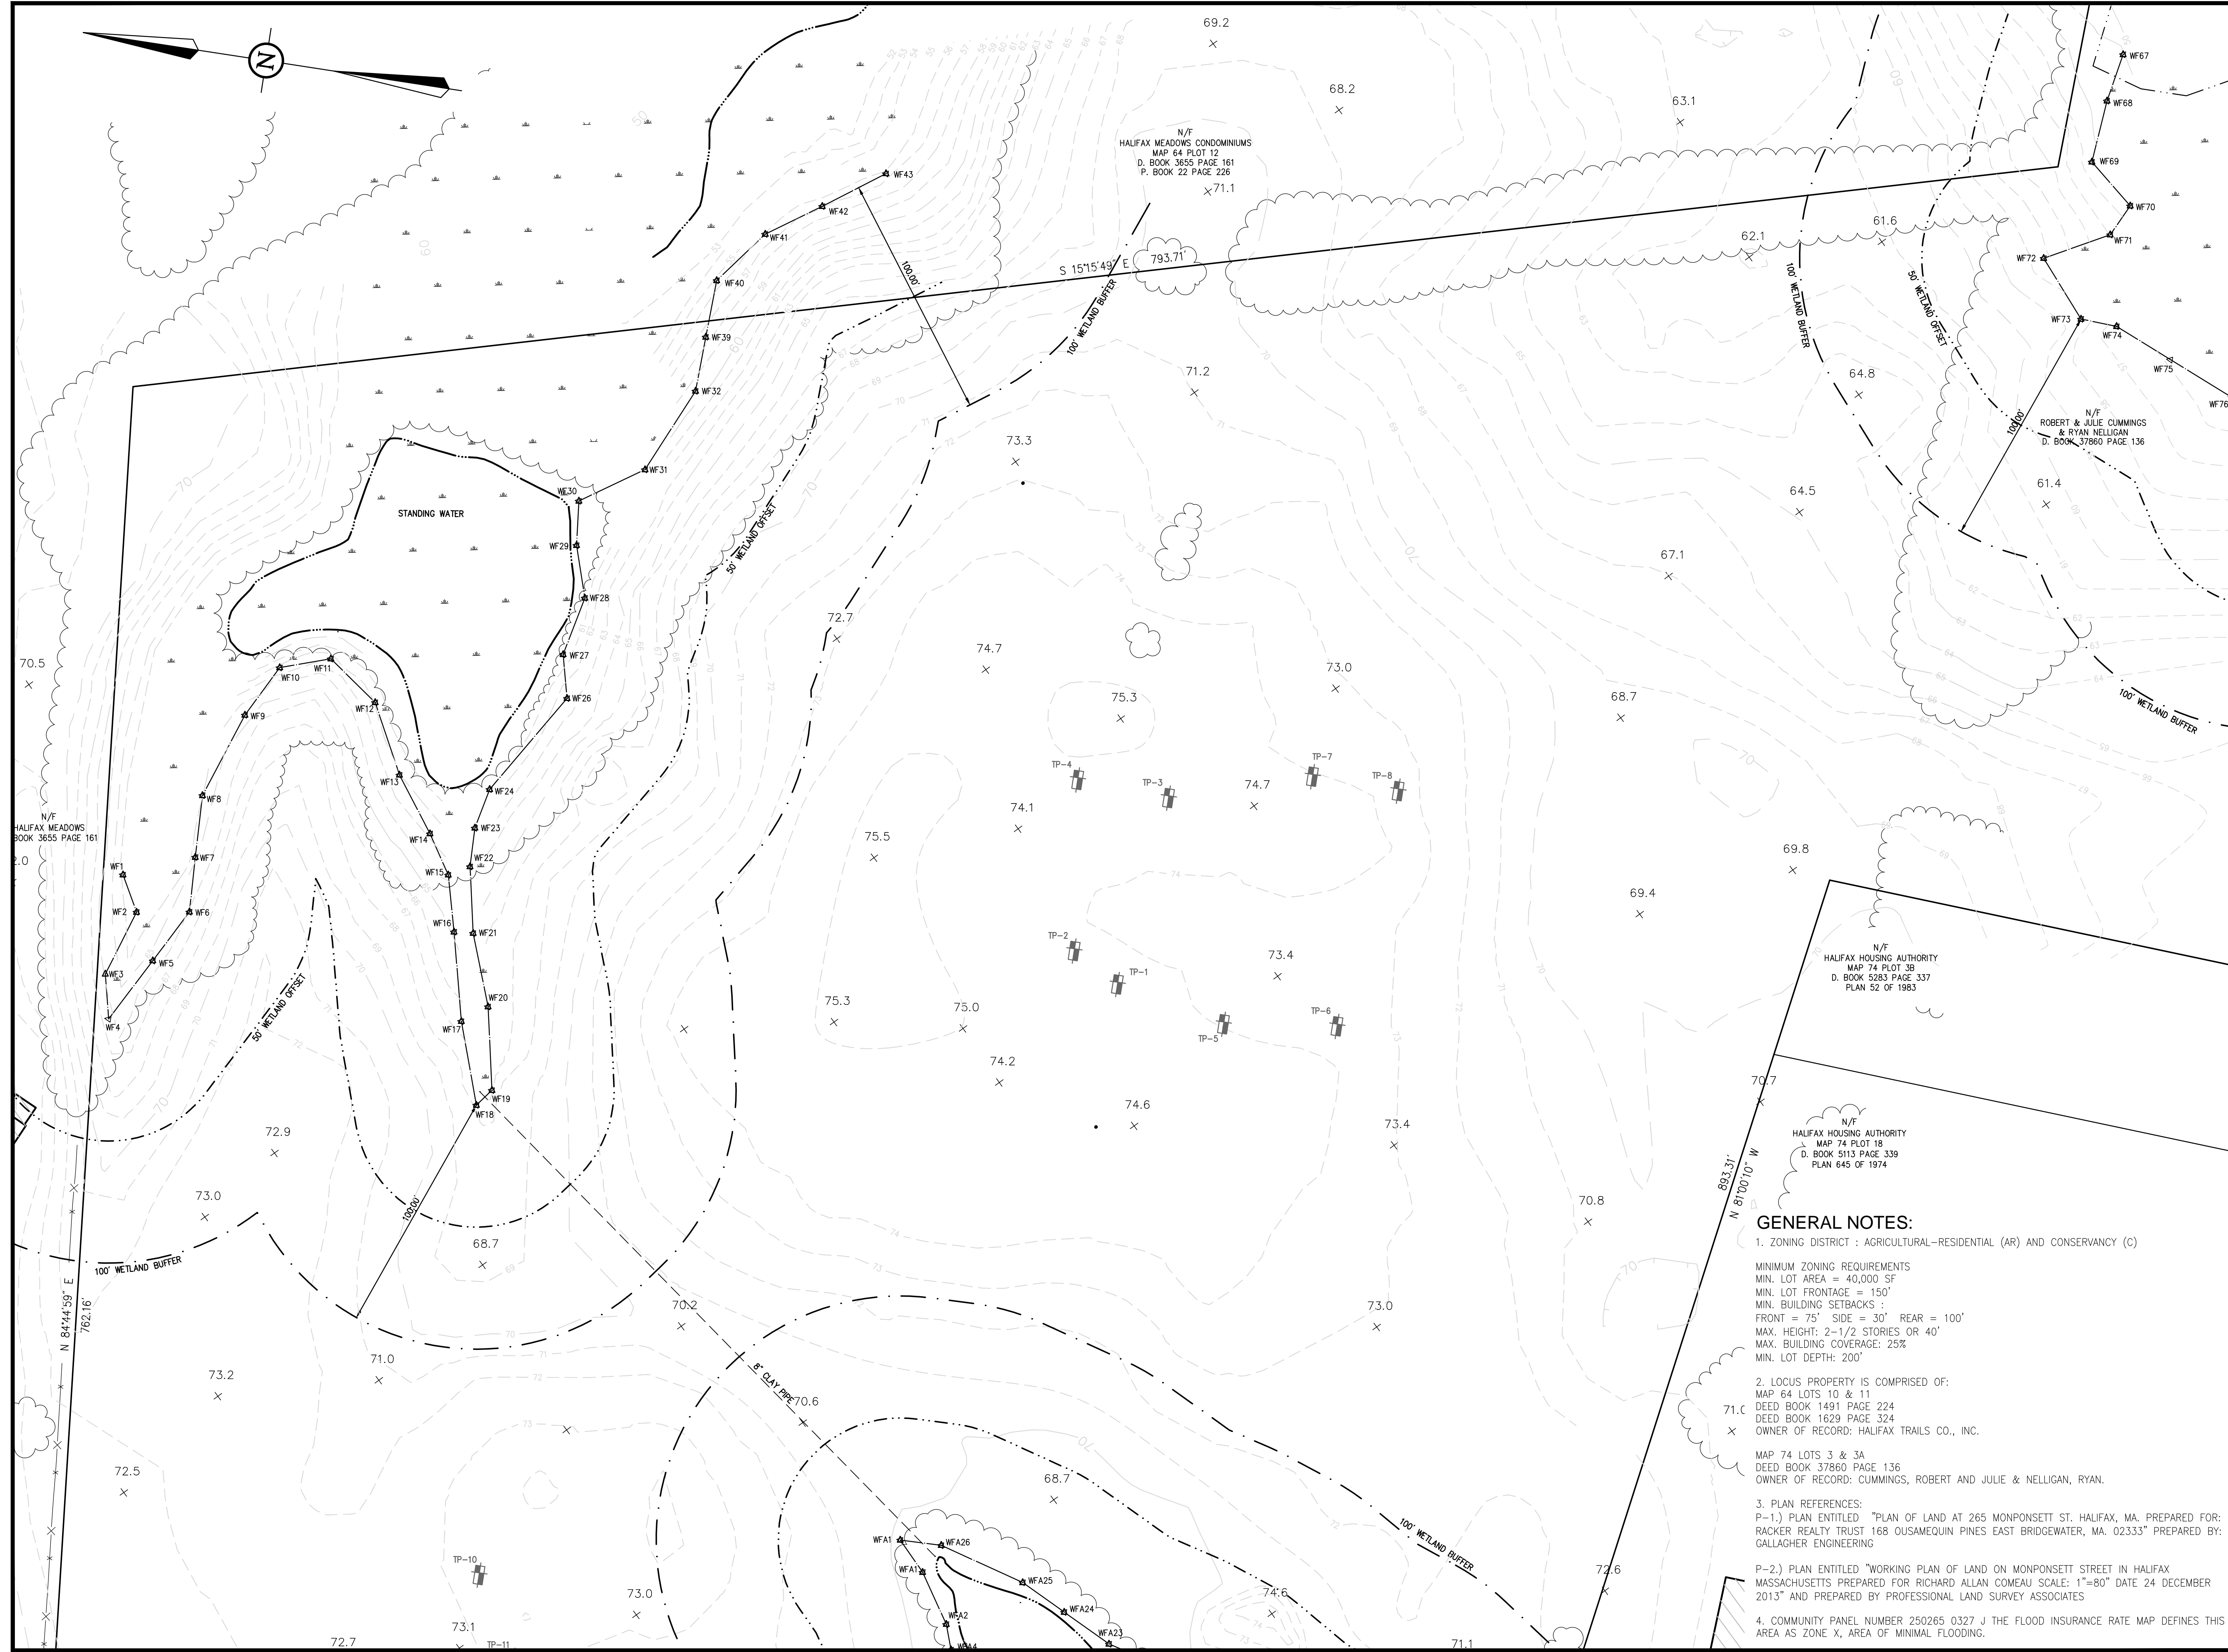 69.2
N
68.2
63.1
WF67
WF68
N/F
HALIFAX MEADOWS CONDOMINIUMS
MAP 64 PLOT 12
D. BOOK 3655 PAGE 161
P. BOOK 22 PAGE 226
71.1
WF43
WF42
WF41
WF40
WF39
WF32
WF31
WF30
WF29
WF28
WF27
WF26
100.00'
S 15°15'49" E 793.71'
100' WETLAND BUFFER
62.1
61.6
100' WETLAND BUFFER
50' WETLAND OFFSET
WF69
WF70
WF71
WF72
WF73
WF74
WF75
WF76
64.8
71.2
73.3
100.00'
N/F
ROBERT & JULIE CUMMINGS
& RYAN NELLIGAN
D. BOOK 37860 PAGE 136
61.4
64.5
67.1
STANDING WATER
50' WETLAND OFFSET
72.7
74.7
75.3
73.0
68.7
100' WETLAND BUFFER
70.5
WF10
WF11
WF12
WF9
WF13
WF8
WF14
WF24
WF23
WF22
WF15
WF7
N/F
HALIFAX MEADOWS
BOOK 3655 PAGE 161
2.0
WF1
WF2
WF6
WF3
WF5
WF4
WF16
WF21
WF20
WF17
WF19
WF18
50' WETLAND OFFSET
TP-4
TP-3
TP-7
TP-8
74.7
74.1
75.5
69.8
69.4
TP-2
TP-1
73.4
75.3
75.0
TP-5
TP-6
74.2
74.6
73.4
N/F
HALIFAX HOUSING AUTHORITY
MAP 74 PLOT 3B
D. BOOK 5283 PAGE 337
PLAN 52 OF 1983
70.7
N/F
HALIFAX HOUSING AUTHORITY
MAP 74 PLOT 18
D. BOOK 5113 PAGE 339
PLAN 645 OF 1974
893.31'
N 81°00'10" W
72.9
73.0
100.00'
68.7
100' WETLAND BUFFER
N 84°44'59" E
762.16'
70.8
70.2
73.0
71.0
73.2
8" CLAY PIPE
70.6
72.5
68.7
71.0
WFA1
WFA26
WFA1
WFA25
WFA24
WFA2
WFA23
WFA4
100' WETLAND BUFFER
74.6
72.6
TP-10
73.0
73.1
TP-11
72.7
71.1
GENERAL NOTES:
1. ZONING DISTRICT : AGRICULTURAL-RESIDENTIAL (AR) AND CONSERVANCY (C)
MINIMUM ZONING REQUIREMENTS
MIN. LOT AREA = 40,000 SF
MIN. LOT FRONTAGE = 150'
MIN. BUILDING SETBACKS :
FRONT = 75' SIDE = 30' REAR = 100'
MAX. HEIGHT: 2-1/2 STORIES OR 40'
MAX. BUILDING COVERAGE: 25%
MIN. LOT DEPTH: 200'
2. LOCUS PROPERTY IS COMPRISED OF:
MAP 64 LOTS 10 & 11
DEED BOOK 1491 PAGE 224
DEED BOOK 1629 PAGE 324
OWNER OF RECORD: HALIFAX TRAILS CO., INC.
MAP 74 LOTS 3 & 3A
DEED BOOK 37860 PAGE 136
OWNER OF RECORD: CUMMINGS, ROBERT AND JULIE & NELLIGAN, RYAN.
3. PLAN REFERENCES:
P-1.) PLAN ENTITLED "PLAN OF LAND AT 265 MONPONSETT ST. HALIFAX, MA. PREPARED FOR:
RACKER REALTY TRUST 168 OUSAMEQUIN PINES EAST BRIDGEWATER, MA. 02333" PREPARED BY:
GALLAGHER ENGINEERING
P-2.) PLAN ENTITLED "WORKING PLAN OF LAND ON MONPONSETT STREET IN HALIFAX
MASSACHUSETTS PREPARED FOR RICHARD ALLAN COMEAU SCALE: 1"=80" DATE 24 DECEMBER
2013" AND PREPARED BY PROFESSIONAL LAND SURVEY ASSOCIATES
4. COMMUNITY PANEL NUMBER 250265 0327 J THE FLOOD INSURANCE RATE MAP DEFINES THIS
AREA AS ZONE X, AREA OF MINIMAL FLOODING.